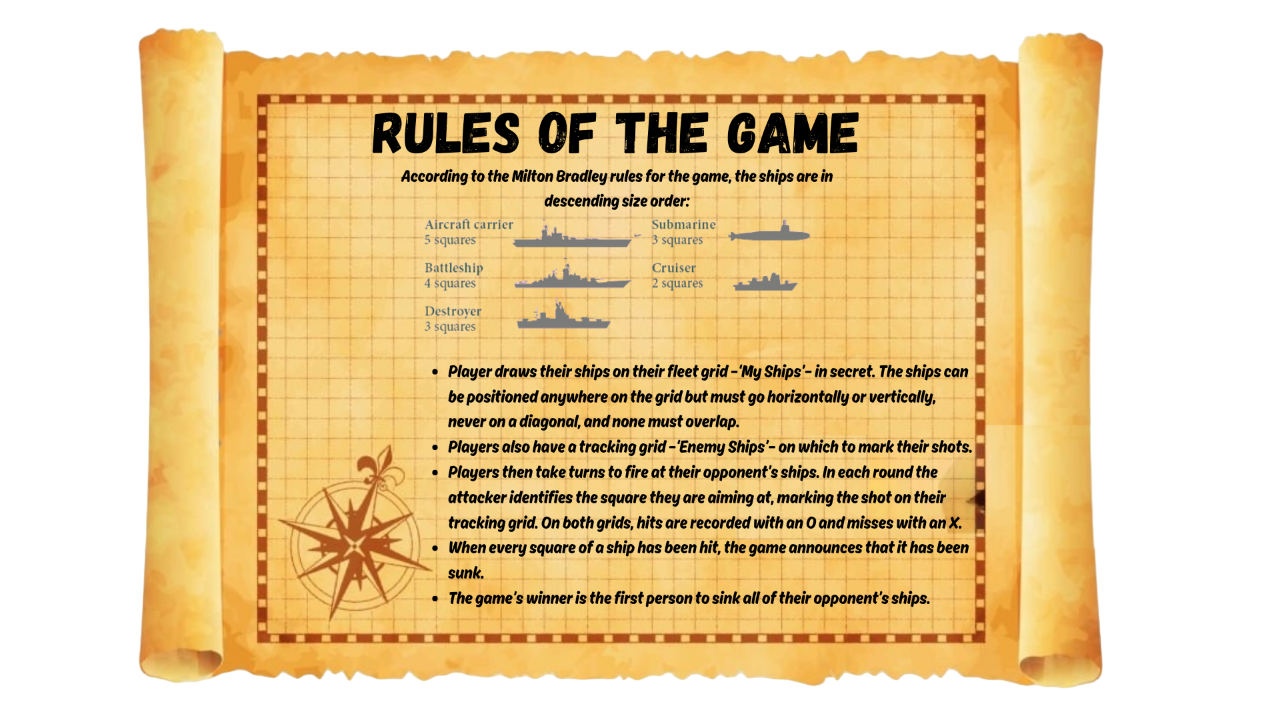 RULES OF THE GAME
According to the Milton Bradley rules for the game, the ships are in
descending size order:
Aircraft carrier
5 squares
Submarine
3 squares
Battleship
4 squares
Cruiser
2 squares
Destroyer
3 squares
• Player draws their ships on their fleet grid –'My Ships'– in secret. The ships can
be positioned anywhere on the grid but must go horizontally or vertically,
never on a diagonal, and none must overlap.
• Players also have a tracking grid –'Enemy Ships'– on which to mark their shots.
• Players then take turns to fire at their opponent's ships. In each round the
attacker identifies the square they are aiming at, marking the shot on their
tracking grid. On both grids, hits are recorded with an O and misses with an X.
• When every square of a ship has been hit, the game announces that it has been
sunk.
• The game's winner is the first person to sink all of their opponent's ships.